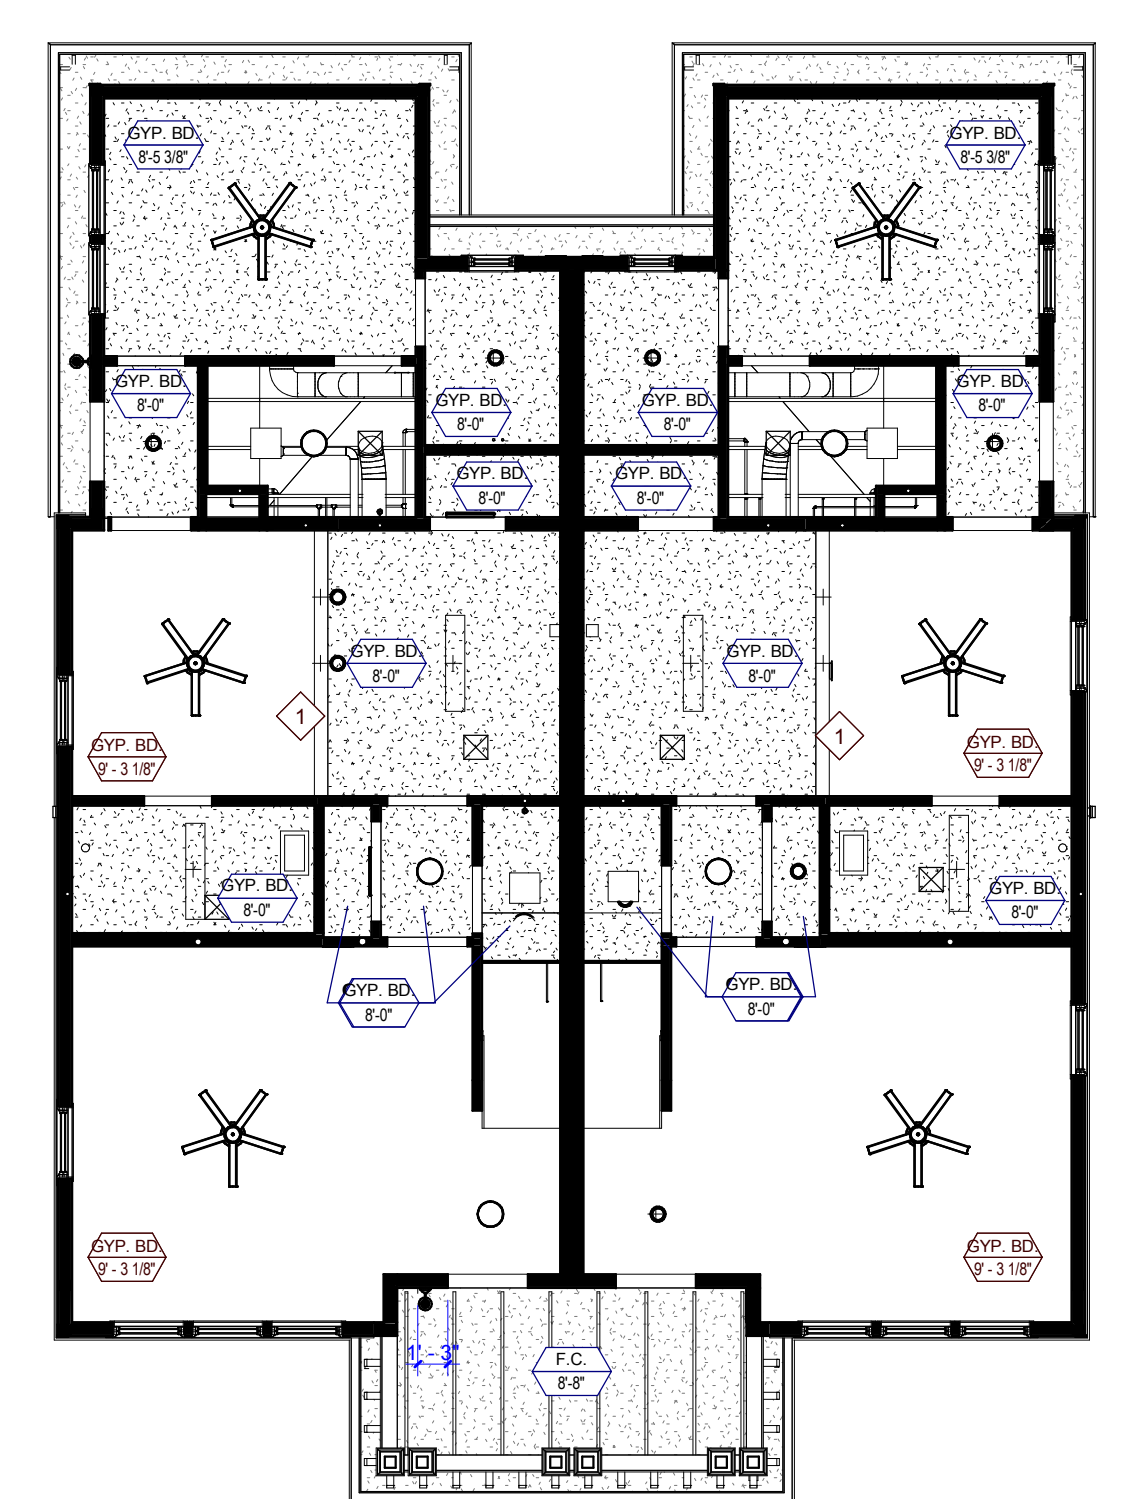 GYP. BD.
8'-5 3/8"
GYP. BD.
8'-5 3/8"
GYP. BD.
8'-0"
GYP. BD.
8'-0"
GYP. BD.
8'-0"
GYP. BD.
8'-0"
GYP. BD.
8'-0"
GYP. BD.
8'-0"
GYP. BD.
8'-0"
GYP. BD.
8'-0"
1
1
GYP. BD.
9' - 3 1/8"
GYP. BD.
9' - 3 1/8"
GYP. BD.
8'-0"
GYP. BD.
8'-0"
GYP. BD.
8'-0"
GYP. BD.
8'-0"
GYP. BD.
9' - 3 1/8"
GYP. BD.
9' - 3 1/8"
1' - 3"
F.C.
8'-8"